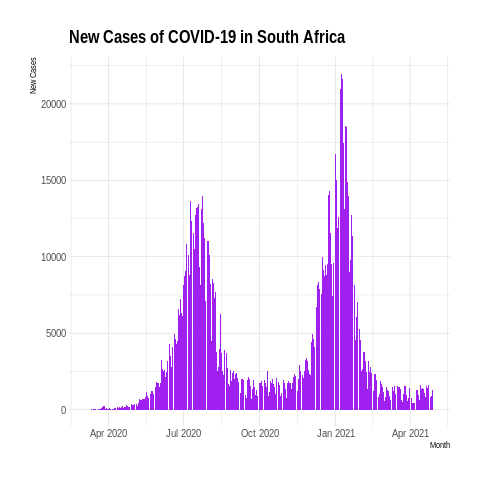 New Cases of COVID-19 in South Africa
New Cases
20000
15000
10000
5000
0
Apr 2020 Jul 2020 Oct 2020 Jan 2021 Apr 2021
Month